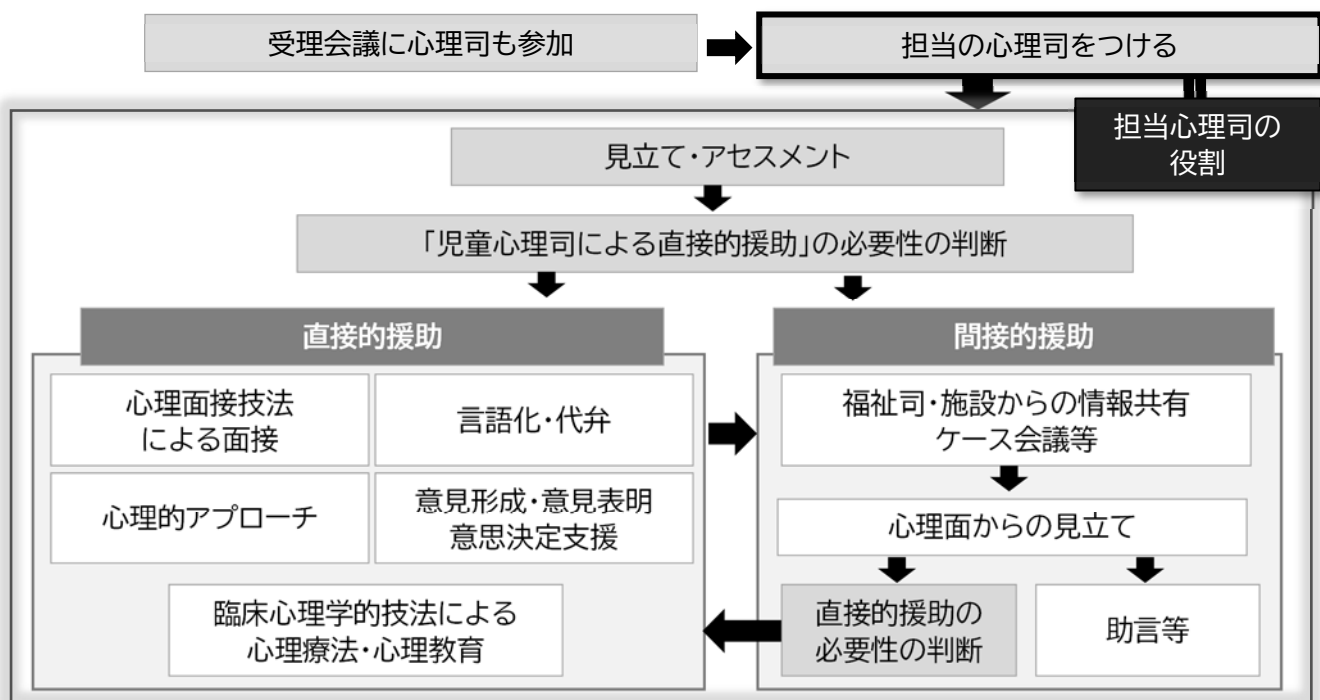 受理会議に心理司も参加
担当の心理司をつける
担当心理司の
役割
見立て・アセスメント
「児童心理司による直接的援助」の必要性の判断
直接的援助
心理面接技法
による面接
言語化・代弁
心理的アプローチ
意見形成・意見表明
意思決定支援
臨床心理学的技法による
心理療法・心理教育
間接的援助
福祉司・施設からの情報共有
ケース会議等
心理面からの見立て
直接的援助の
必要性の判断
助言等